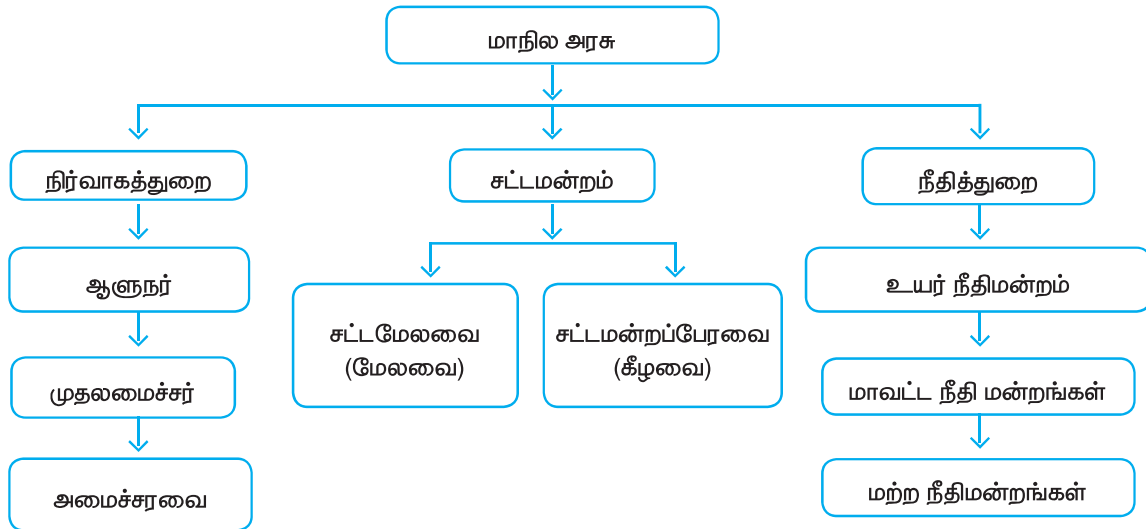 மாநில அரசு
நிர்வாகத்துறை
சட்டமன்றம்
நீதித்துறை
ஆளுநர்
உயர் நீதிமன்றம்
சட்டமேலவை
(மேலவை)
சட்டமன்றப்பேரவை
(கீழவை)
முதலமைச்சர்
மாவட்ட நீதி மன்றங்கள்
அமைச்சரவை
மற்ற நீதிமன்றங்கள்